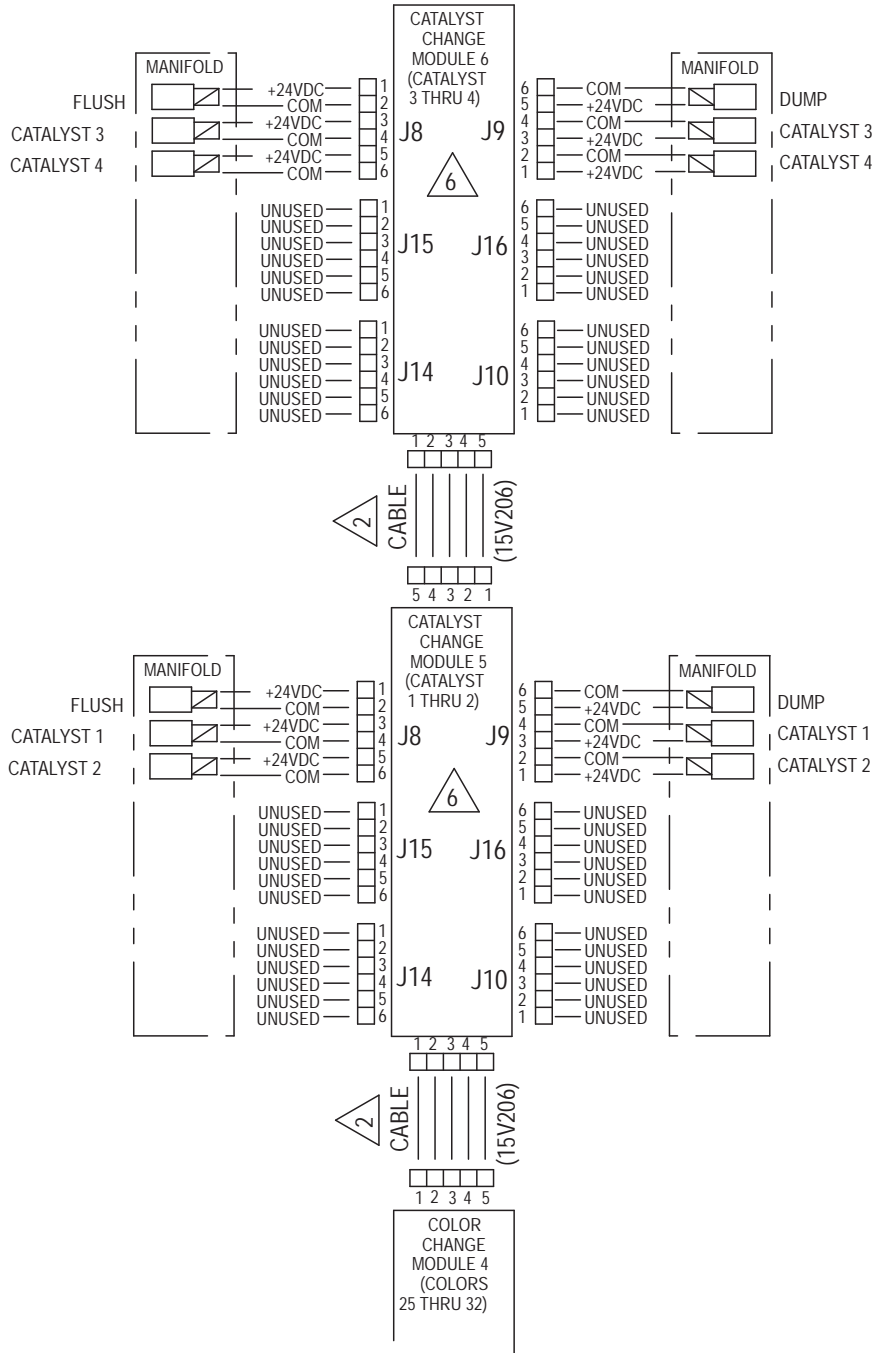 CATALYST
CHANGE
MODULE 6
(CATALYST
3 THRU 4)
MANIFOLD
FLUSH
CATALYST 3
CATALYST 4
+24VDC
COM
+24VDC
COM
+24VDC
COM
1
2
3
4
5
6
J8
J9
6
6
5
4
3
2
1
COM
+24VDC
COM
+24VDC
COM
+24VDC
MANIFOLD
DUMP
CATALYST 3
CATALYST 4
UNUSED
UNUSED
UNUSED
UNUSED
UNUSED
UNUSED
1
2
3
4
5
6
J15
J16
6
5
4
3
2
1
UNUSED
UNUSED
UNUSED
UNUSED
UNUSED
UNUSED
UNUSED
UNUSED
UNUSED
UNUSED
UNUSED
UNUSED
1
2
3
4
5
6
J14
J10
6
5
4
3
2
1
UNUSED
UNUSED
UNUSED
UNUSED
UNUSED
UNUSED
1 2 3 4 5
2
CABLE
(15V206)
5 4 3 2 1
CATALYST
CHANGE
MODULE 5
(CATALYST
1 THRU 2)
MANIFOLD
FLUSH
CATALYST 1
CATALYST 2
+24VDC
COM
+24VDC
COM
+24VDC
COM
1
2
3
4
5
6
J8
J9
6
6
5
4
3
2
1
COM
+24VDC
COM
+24VDC
COM
+24VDC
MANIFOLD
DUMP
CATALYST 1
CATALYST 2
UNUSED
UNUSED
UNUSED
UNUSED
UNUSED
UNUSED
1
2
3
4
5
6
J15
J16
6
5
4
3
2
1
UNUSED
UNUSED
UNUSED
UNUSED
UNUSED
UNUSED
UNUSED
UNUSED
UNUSED
UNUSED
UNUSED
UNUSED
1
2
3
4
5
6
J14
J10
6
5
4
3
2
1
UNUSED
UNUSED
UNUSED
UNUSED
UNUSED
UNUSED
1 2 3 4 5
2
CABLE
(15V206)
1 2 3 4 5
COLOR
CHANGE
MODULE 4
(COLORS
25 THRU 32)